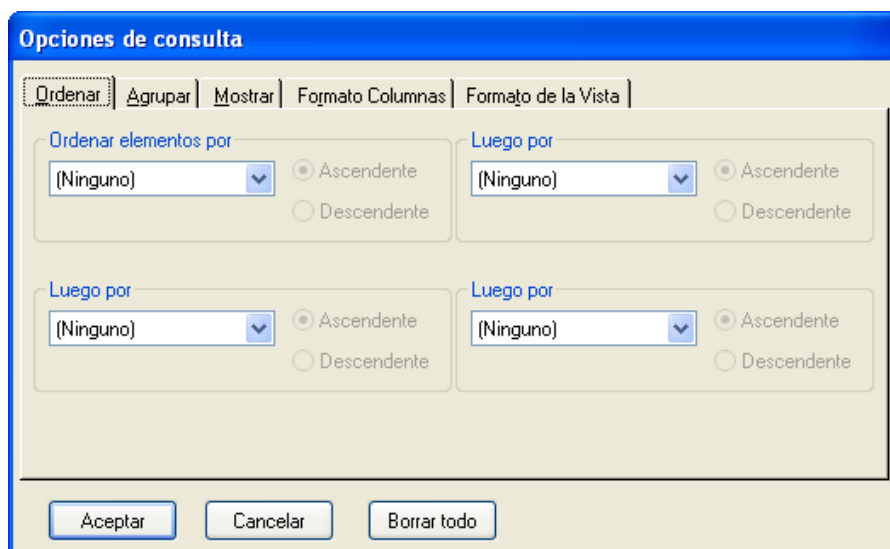 Opciones de consulta
Ordenar Agrupar Mostrar Formato Columnas Formato de la Vista
Ordenar elementos por Luego por
(Ninguno) Ascendente (Ninguno) Ascendente
Descendente Descendente
Luego por Luego por
(Ninguno) Ascendente (Ninguno) Ascendente
Descendente Descendente
Aceptar Cancelar Borrar todo